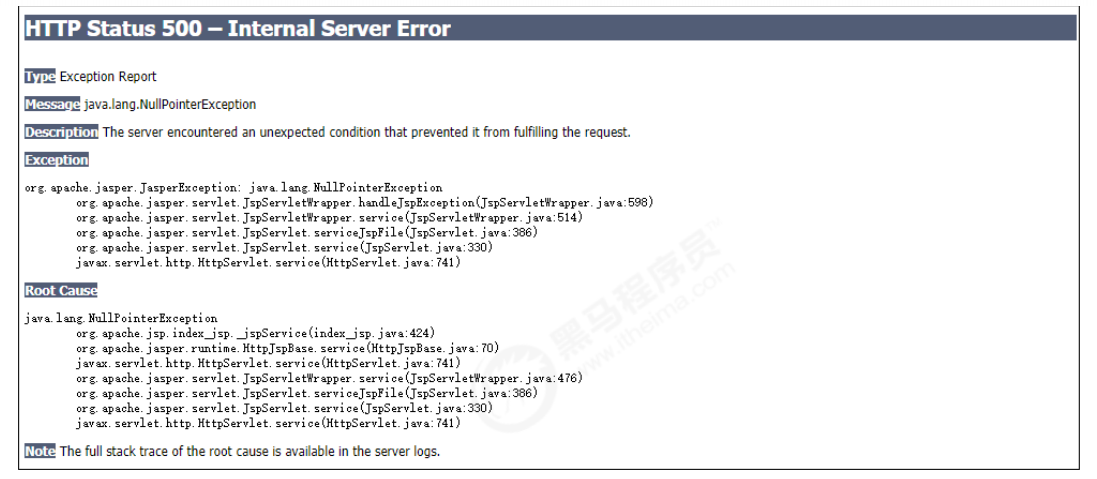 HTTP Status 500 – Internal Server Error
Type Exception Report
Message java.lang.NullPointerException
Description The server encountered an unexpected condition that prevented it from fulfilling the request.
Exception
org.apache.jasper.JasperException: java.lang.NullPointerException
org.apache.jasper.servlet.JspServletWrapper.handleJspException(JspServletWrapper.java:598)
org.apache.jasper.servlet.JspServletWrapper.service(JspServletWrapper.java:514)
org.apache.jasper.servlet.JspServlet.serviceJspFile(JspServlet.java:386)
org.apache.jasper.servlet.JspServlet.service(JspServlet.java:330)
javax.servlet.http.HttpServlet.service(HttpServlet.java:741)
Root Cause
java.lang.NullPointerException
org.apache.jsp.index_jsp._jspService(index_jsp.java:424)
org.apache.jasper.runtime.HttpJspBase.service(HttpJspBase.java:70)
javax.servlet.http.HttpServlet.service(HttpServlet.java:741)
org.apache.jasper.servlet.JspServletWrapper.service(JspServletWrapper.java:476)
org.apache.jasper.servlet.JspServlet.serviceJspFile(JspServlet.java:386)
org.apache.jasper.servlet.JspServlet.service(JspServlet.java:330)
javax.servlet.http.HttpServlet.service(HttpServlet.java:741)
Note The full stack trace of the root cause is available in the server logs.
黑马程序员
www.itheima.com